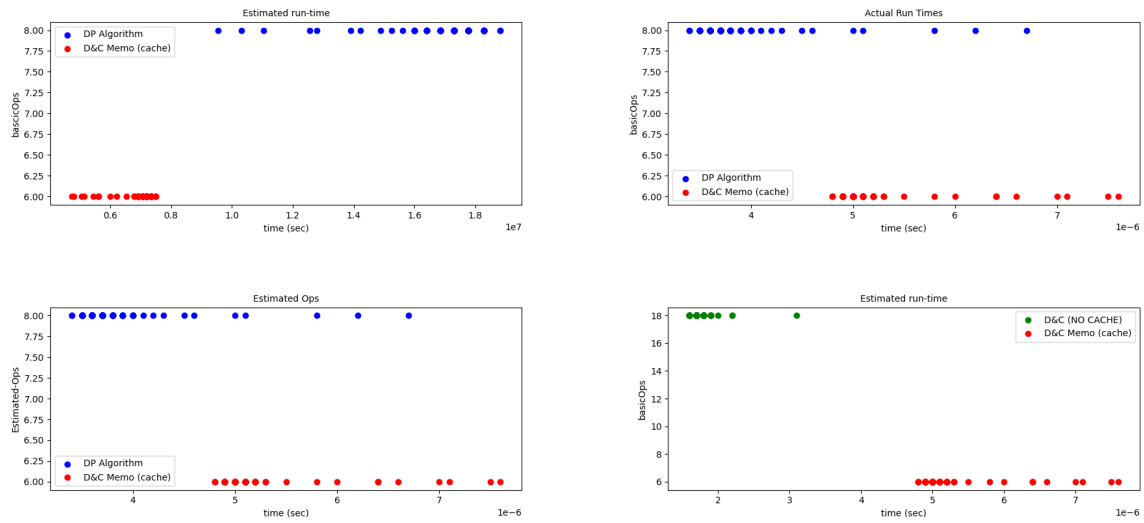 Estimated run-time
8.00
7.75
7.50
7.25
7.00
6.75
6.50
6.25
6.00
bascicOps
DP Algorithm
D&C Memo (cache)
0.6
0.8
1.0
1.2
1.4
1.6
1.8
1e7
time (sec)
Actual Run Times
8.00
7.75
7.50
7.25
7.00
6.75
6.50
6.25
6.00
basicOps
DP Algorithm
D&C Memo (cache)
4
5
6
7
1e−6
time (sec)
Estimated Ops
8.00
7.75
7.50
7.25
7.00
6.75
6.50
6.25
6.00
Estimated-Ops
DP Algorithm
D&C Memo (cache)
4
5
6
7
1e−6
time (sec)
Estimated run-time
18
16
14
12
10
8
6
basicOps
D&C (NO CACHE)
D&C Memo (cache)
2
3
4
5
6
7
1e−6
time (sec)